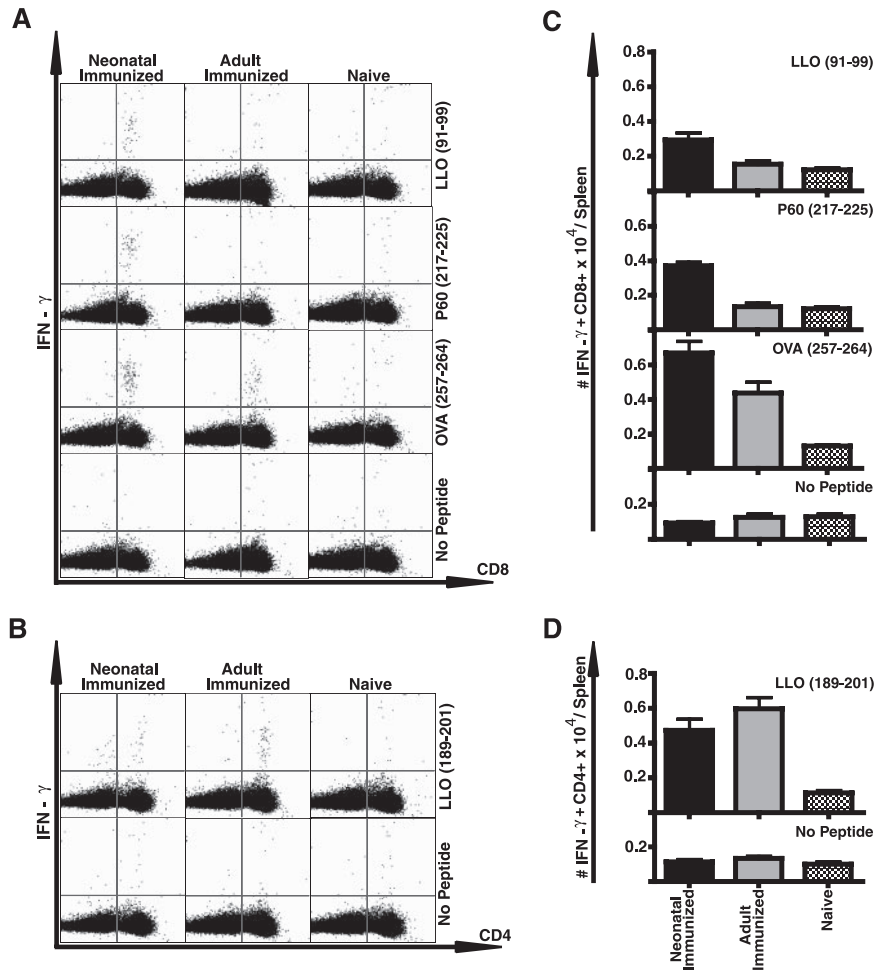 A
Neonatal Immunized
Adult Immunized
Naive
LLO (91-99)
P60 (217-225)
OVA (257-264)
No Peptide
IFN - γ
CD8
B
Neonatal Immunized
Adult Immunized
Naive
LLO (189-201)
No Peptide
IFN - γ
CD4
C
# IFN -γ + CD8+ x 10^4/ Spleen
LLO (91-99)
0.8
0.6
0.4
0.2
P60 (217-225)
0.4
0.2
OVA (257-264)
0.6
0.4
0.2
No Peptide
0.2
D
# IFN -γ + CD4+ x 10^4/ Spleen
LLO (189-201)
0.8
0.6
0.4
0.2
No Peptide
0.2
Neonatal Immunized
Adult Immunized
Naive